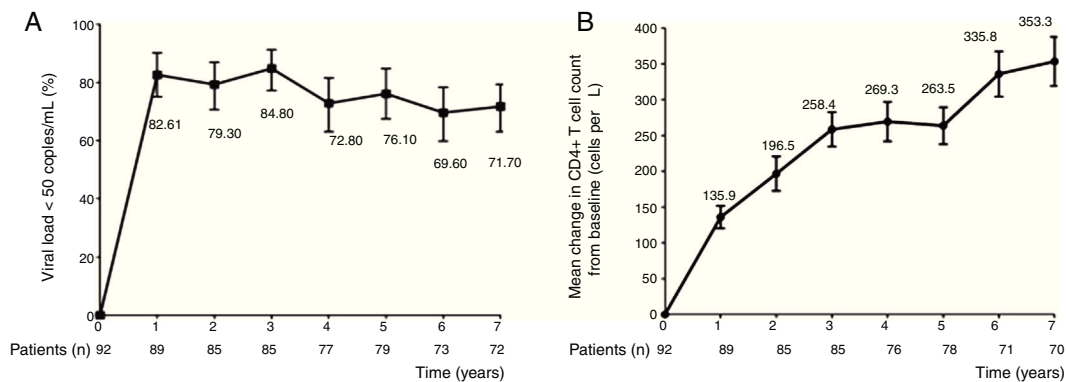 A
Viral load < 50 coples/mL (%)
100
80
60
40
20
0
82.61
79.30
84.80
72.80
76.10
69.60
71.70
0 1 2 3 4 5 6 7
Patients (n) 92 89 85 85 77 79 73 72
Time (years)
B
Mean change in CD4+ T cell count
from baseline (cells per L)
400
350
300
250
200
150
100
50
0
135.9
196.5
258.4
269.3
263.5
335.8
353.3
0 1 2 3 4 5 6 7
Patients (n) 92 89 85 85 76 78 71 70
Time (years)